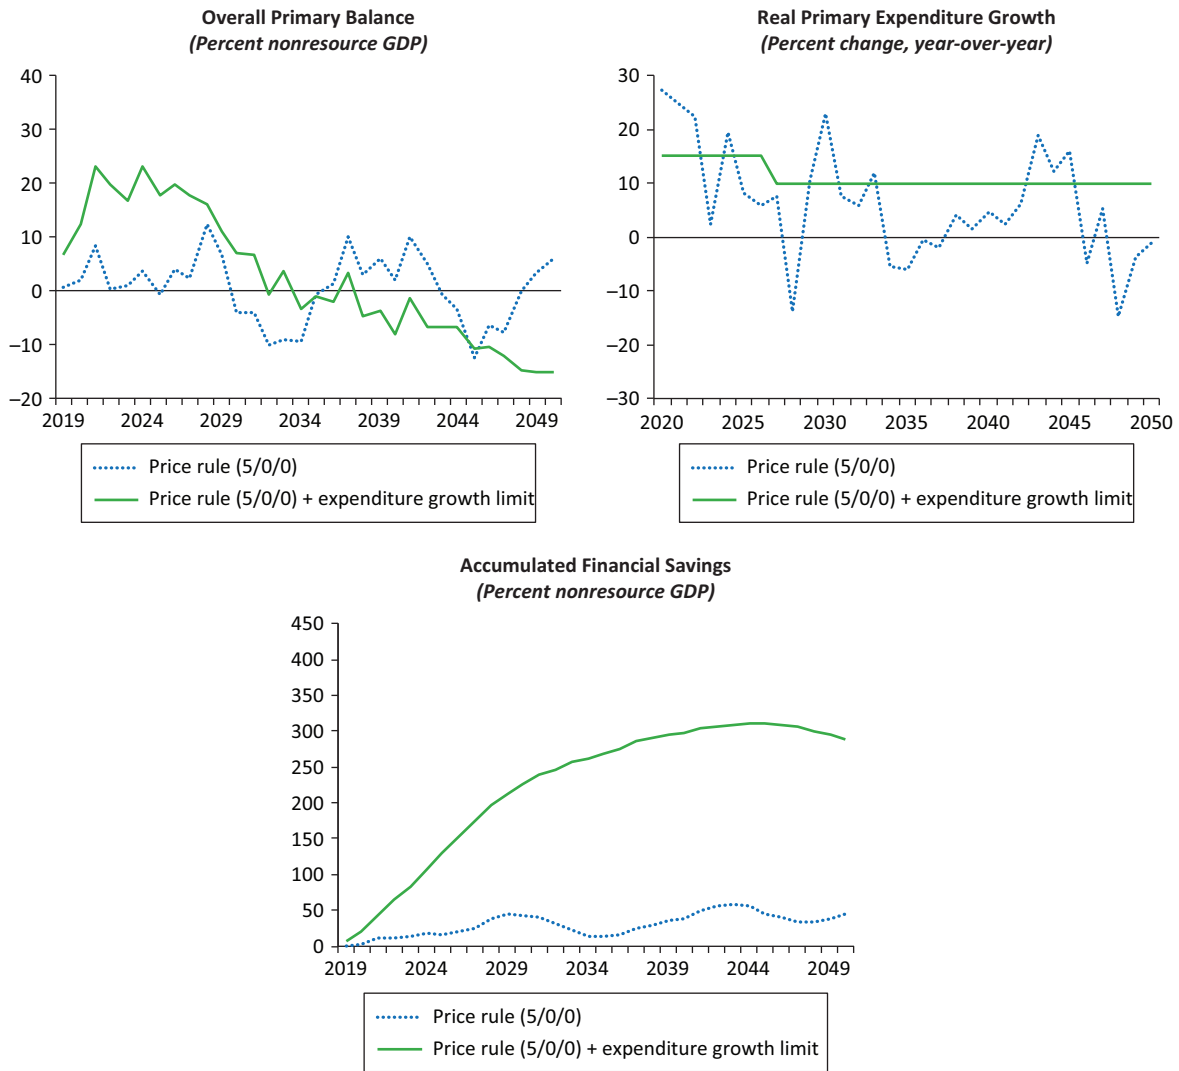 Overall Primary Balance
(Percent nonresource GDP)
40
30
20
10
0
–10
–20
2019 2024 2029 2034 2039 2044 2049
Price rule (5/0/0)
Price rule (5/0/0) + expenditure growth limit
Real Primary Expenditure Growth
(Percent change, year-over-year)
30
20
10
0
–10
–20
–30
2020 2025 2030 2035 2040 2045 2050
Price rule (5/0/0)
Price rule (5/0/0) + expenditure growth limit
Accumulated Financial Savings
(Percent nonresource GDP)
450
400
350
300
250
200
150
100
50
0
2019 2024 2029 2034 2039 2044 2049
Price rule (5/0/0)
Price rule (5/0/0) + expenditure growth limit